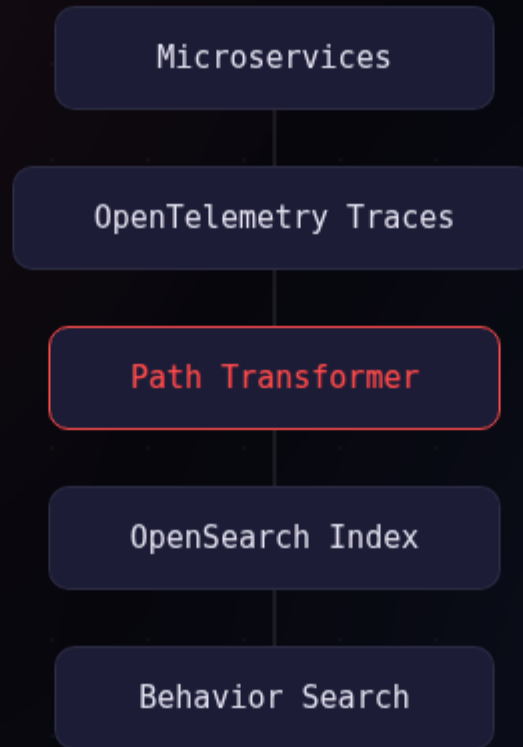 Microservices
OpenTelemetry Traces
Path Transformer
OpenSearch Index
Behavior Search